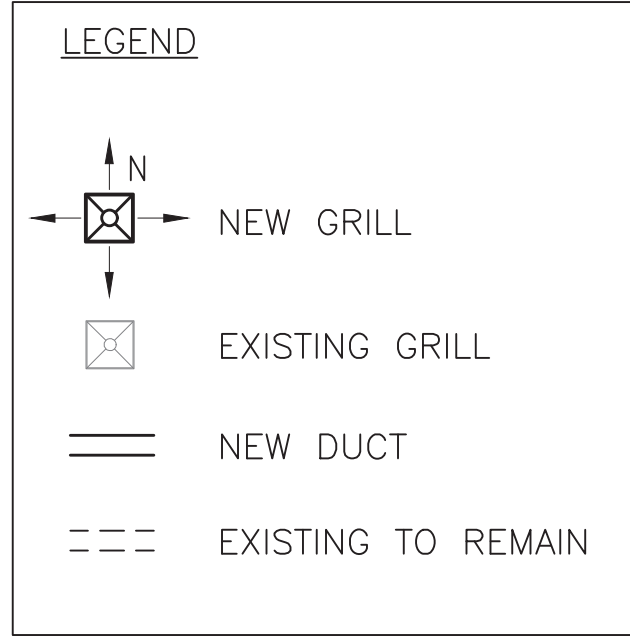 LEGEND
N
NEW GRILL
EXISTING GRILL
NEW DUCT
EXISTING TO REMAIN